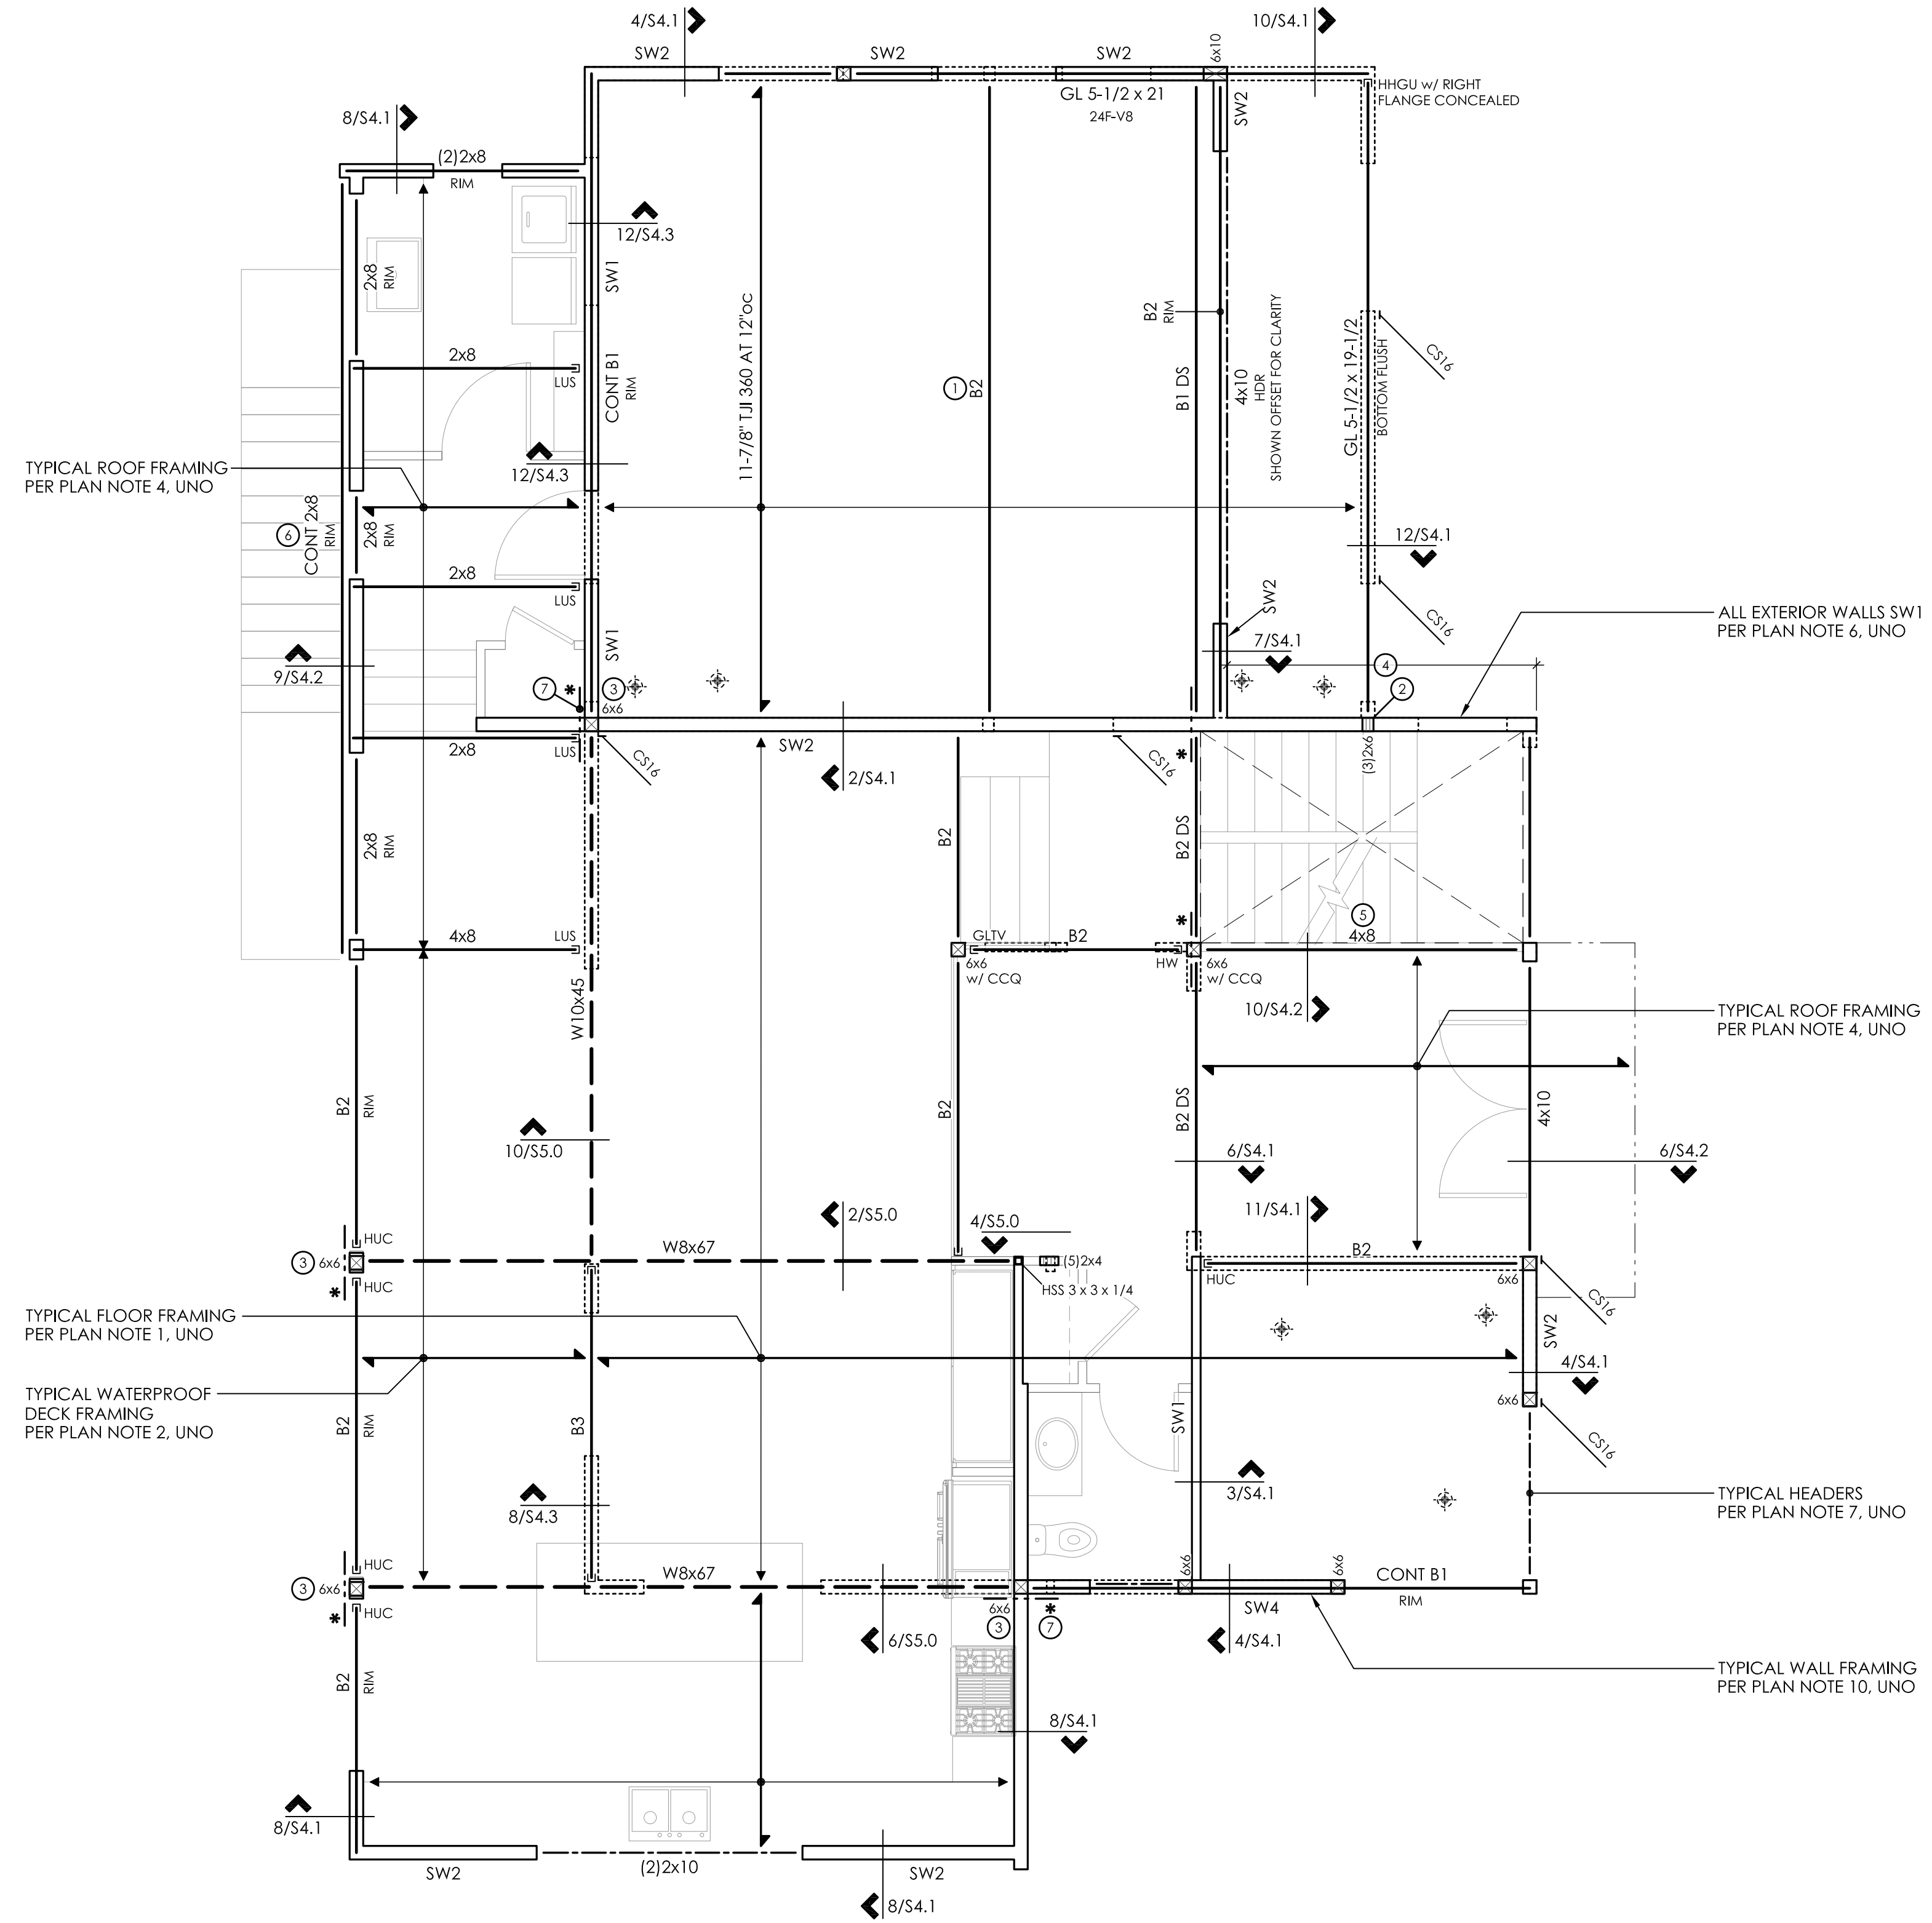 4/S4.1
10/S4.1
SW2
SW2
SW2
6x10
HHGU w/ RIGHT
FLANGE CONCEALED
GL 5-1/2 x 21
24F-V8
SW2
8/S4.1
(2)2x8
RIM
12/S4.3
2x8
RIM
SW1
11-7/8" TJI 360 AT 12"oc
B2
RIM
4x10
HDR
SHOWN OFFSET FOR CLARITY
GL 5-1/2 x 19-1/2
BOTTOM FLUSH
CS16
2x8
LUS
CONT B1
RIM
1
B2
B1 DS
TYPICAL ROOF FRAMING
PER PLAN NOTE 4, UNO
12/S4.3
6
CONT 2x8
RIM
2x8
RIM
12/S4.1
2x8
LUS
SW2
CS16
ALL EXTERIOR WALLS SW1
PER PLAN NOTE 6, UNO
SW1
7/S4.1
4
9/S4.2
7
*
3
6x6
2
2x8
LUS
CS16
SW2
2/S4.1
CS16
*
(3)2x6
2x8
RIM
B2
B2 DS
*
5
4x8
4x8
LUS
GLTV
B2
HW
6x6
w/ CCQ
6x6
w/ CCQ
W10x45
10/S4.2
TYPICAL ROOF FRAMING
PER PLAN NOTE 4, UNO
B2
RIM
B2
B2 DS
4x10
10/S5.0
6/S4.1
6/S4.2
2/S5.0
4/S5.0
11/S4.1
HUC
W8x67
(5)2x4
B2
3
6x6
HUC
*
HSS 3 x 3 x 1/4
HUC
6x6
CS16
TYPICAL FLOOR FRAMING
PER PLAN NOTE 1, UNO
SW2
4/S4.1
TYPICAL WATERPROOF
DECK FRAMING
PER PLAN NOTE 2, UNO
B2
RIM
B3
SW1
6x6
CS16
8/S4.3
3/S4.1
TYPICAL HEADERS
PER PLAN NOTE 7, UNO
HUC
W8x67
3
6x6
HUC
*
6x6
6x6
CONT B1
RIM
6x6
3
*
7
SW4
6/S5.0
4/S4.1
B2
RIM
TYPICAL WALL FRAMING
PER PLAN NOTE 10, UNO
8/S4.1
8/S4.1
SW2
(2)2x10
SW2
8/S4.1